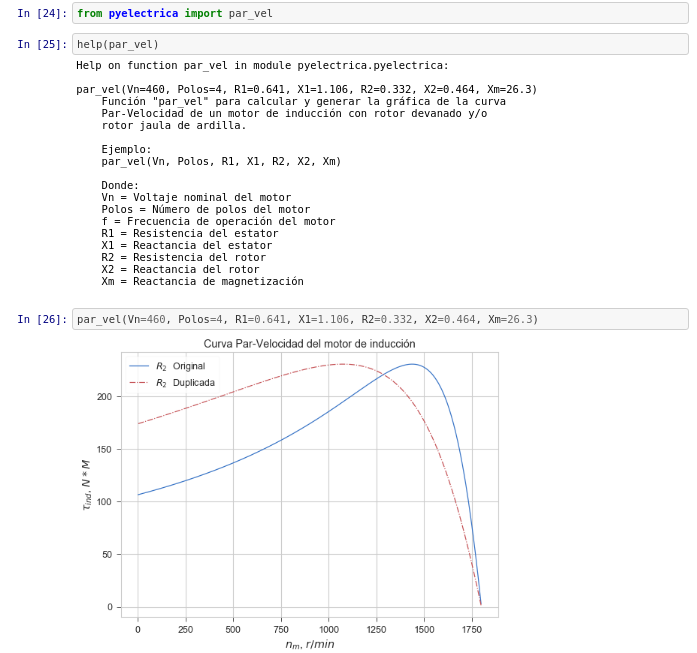 In [24]: from pyelectrica import par_vel
In [25]: help(par_vel)
Help on function par_vel in module pyelectrica.pyelectrica:
par_vel(Vn=460, Polos=4, R1=0.641, X1=1.106, R2=0.332, X2=0.464, Xm=26.3)
Función "par_vel" para calcular y generar la gráfica de la curva
Par-Velocidad de un motor de inducción con rotor devanado y/o
rotor jaula de ardilla.
Ejemplo:
par_vel(Vn, Polos, R1, X1, R2, X2, Xm)
Donde:
Vn = Voltaje nominal del motor
Polos = Número de polos del motor
f = Frecuencia de operación del motor
R1 = Resistencia del estator
X1 = Reactancia del estator
R2 = Resistencia del rotor
X2 = Reactancia del rotor
Xm = Reactancia de magnetización
In [26]: par_vel(Vn=460, Polos=4, R1=0.641, X1=1.106, R2=0.332, X2=0.464, Xm=26.3)
Curva Par-Velocidad del motor de inducción
R2 Original
R2 Duplicada
200
150
100
50
0
τind, N * M
0 250 500 750 1000 1250 1500 1750
nm, r/min